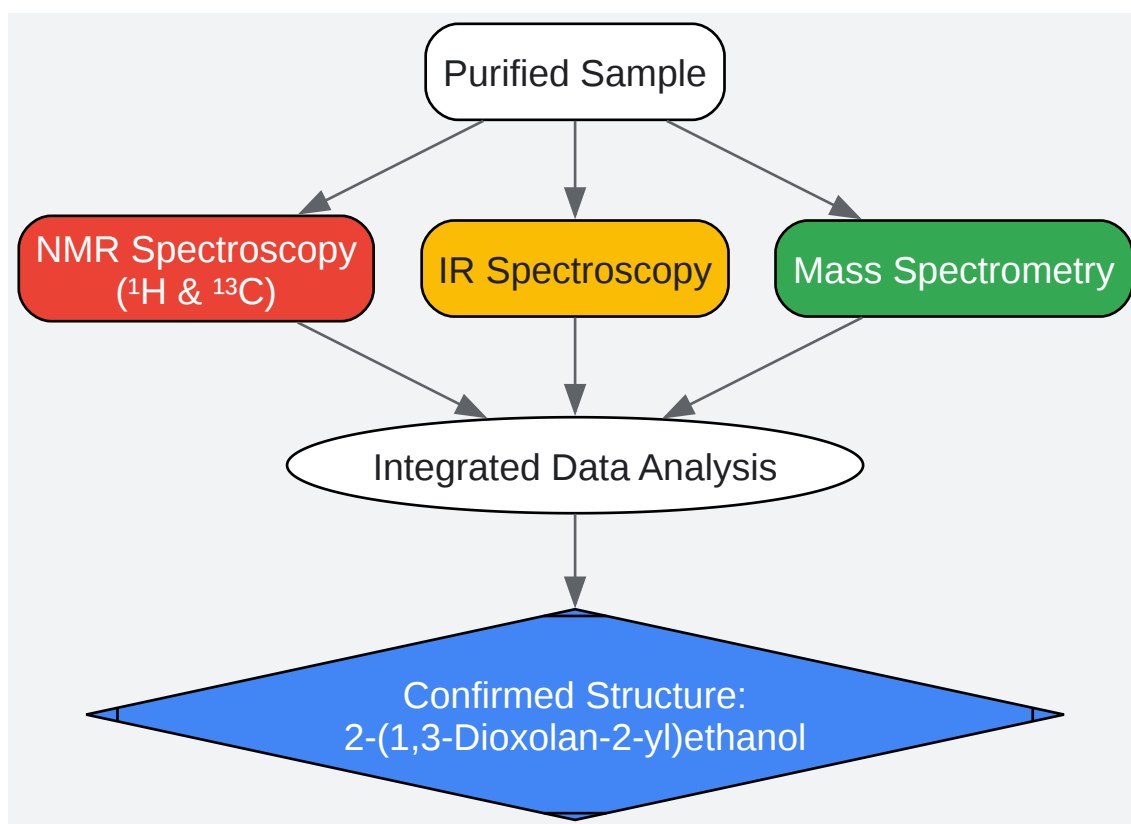 Purified Sample
NMR Spectroscopy
(¹H & ¹³C)
IR Spectroscopy
Mass Spectrometry
Integrated Data Analysis
Confirmed Structure:
2-(1,3-Dioxolan-2-yl)ethanol